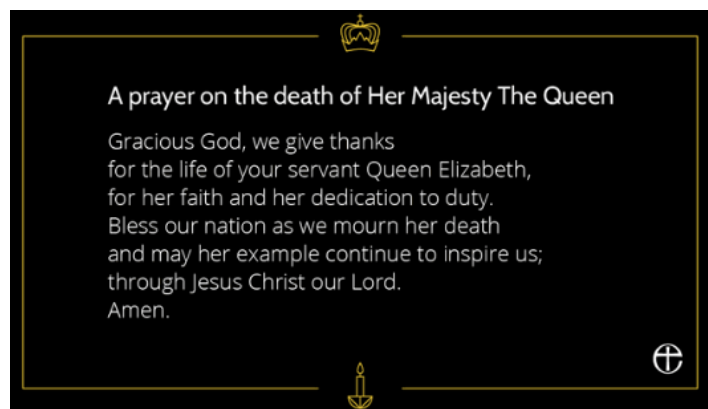 A prayer on the death of Her Majesty The Queen
Gracious God, we give thanks
for the life of your servant Queen Elizabeth,
for her faith and her dedication to duty.
Bless our nation as we mourn her death
and may her example continue to inspire us;
through Jesus Christ our Lord.
Amen.